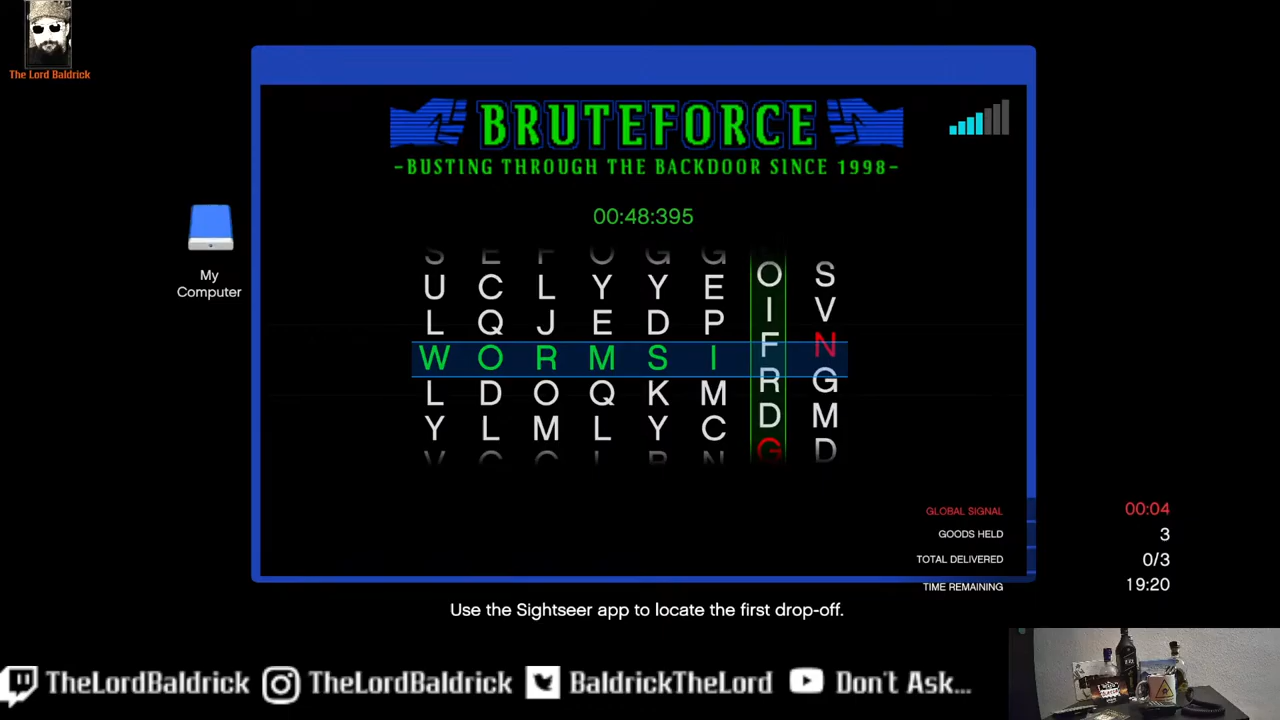 The Lord Baldrick
BRUTEFORCE
-BUSTING THROUGH THE BACKDOOR SINCE 1998-
00:48:395
My
Computer
U C L Y Y E O S
L Q J E D P I V
W O R M S I F N
L D O Q K M R G
Y L M L Y C D M
G D
GLOBAL SIGNAL 00:04
GOODS HELD 3
TOTAL DELIVERED 0/3
TIME REMAINING 19:20
Use the Sightseer app to locate the first drop-off.
TheLordBaldrick TheLordBaldrick BaldrickTheLord Don't Ask...